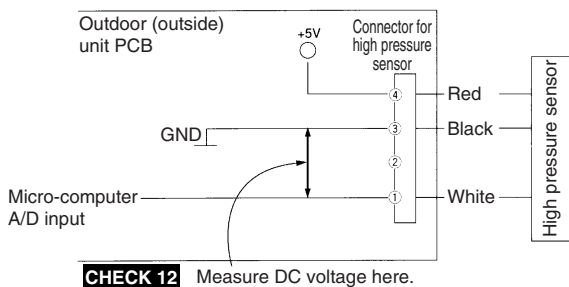 Outdoor (outside)
unit PCB
+5V
Connector for
high pressure
sensor
④
Red
GND
③
Black
②
Micro-computer
A/D input
①
White
High pressure sensor
CHECK 12 Measure DC voltage here.